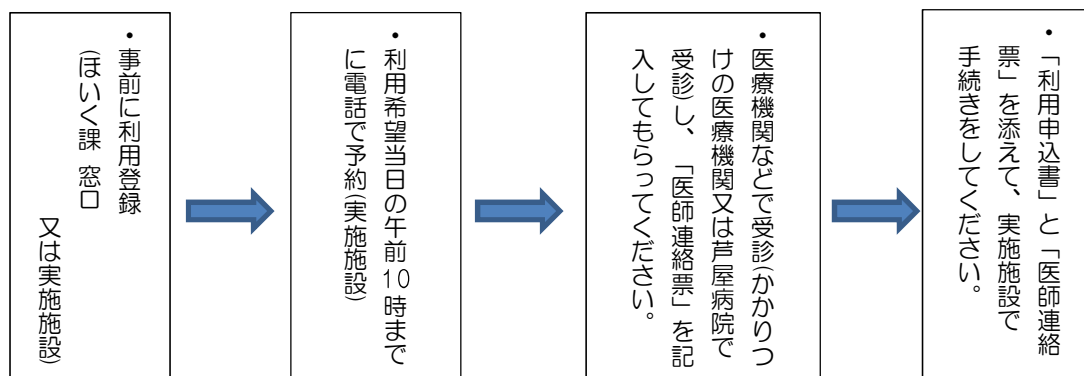 ・事前に利用登録
(ほいく課 窓口
又は実施施設)
・利用希望当日の午前10時まで
に電話で予約(実施施設)
・医療機関などで受診(かかりつ
けの医療機関又は芦屋病院で
受診)し、「医師連絡票」を記
入してもらってください。
・「利用申込書」と「医師連絡
票」を添えて、実施施設で
手続きをしてください。